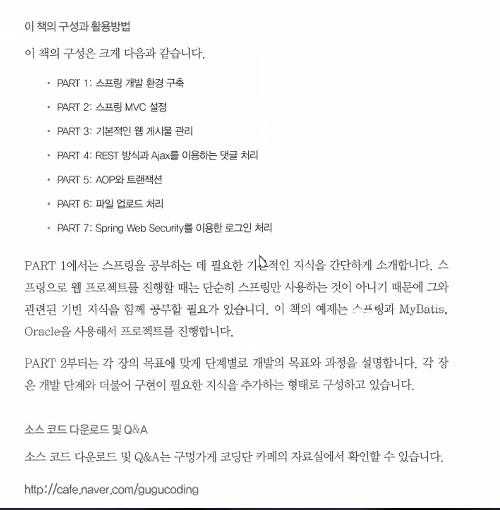 이 책의 구성과 활용방법
이 책의 구성은 크게 다음과 같습니다.
• PART 1: 스프링 개발 환경 구축
• PART 2: 스프링 MVC 설정
• PART 3: 기본적인 웹 게시물 관리
• PART 4: REST 방식과 Ajax를 이용하는 댓글 처리
• PART 5: AOP와 트랜잭션
• PART 6: 파일 업로드 처리
• PART 7: Spring Web Security를 이용한 로그인 처리
PART 1에서는 스프링을 공부하는 데 필요한 기본적인 지식을 간단하게 소개합니다. 스
프링으로 웹 프로젝트를 진행할 때는 단순히 스프링만 사용하는 것이 아니기 때문에 그와
관련된 기반 지식을 함께 공부할 필요가 있습니다. 이 책의 예제는 스프링과 MyBatis,
Oracle을 사용해서 프로젝트를 진행합니다.
PART 2부터는 각 장의 목표에 맞게 단계별로 개발의 목표와 과정을 설명합니다. 각 장
은 개발 단계와 더불어 구현이 필요한 지식을 추가하는 형태로 구성하고 있습니다.
소스 코드 다운로드 및 Q&A
소스 코드 다운로드 및 Q&A는 구멍가게 코딩단 카페의 자료실에서 확인할 수 있습니다.
http://cafe.naver.com/gugucoding